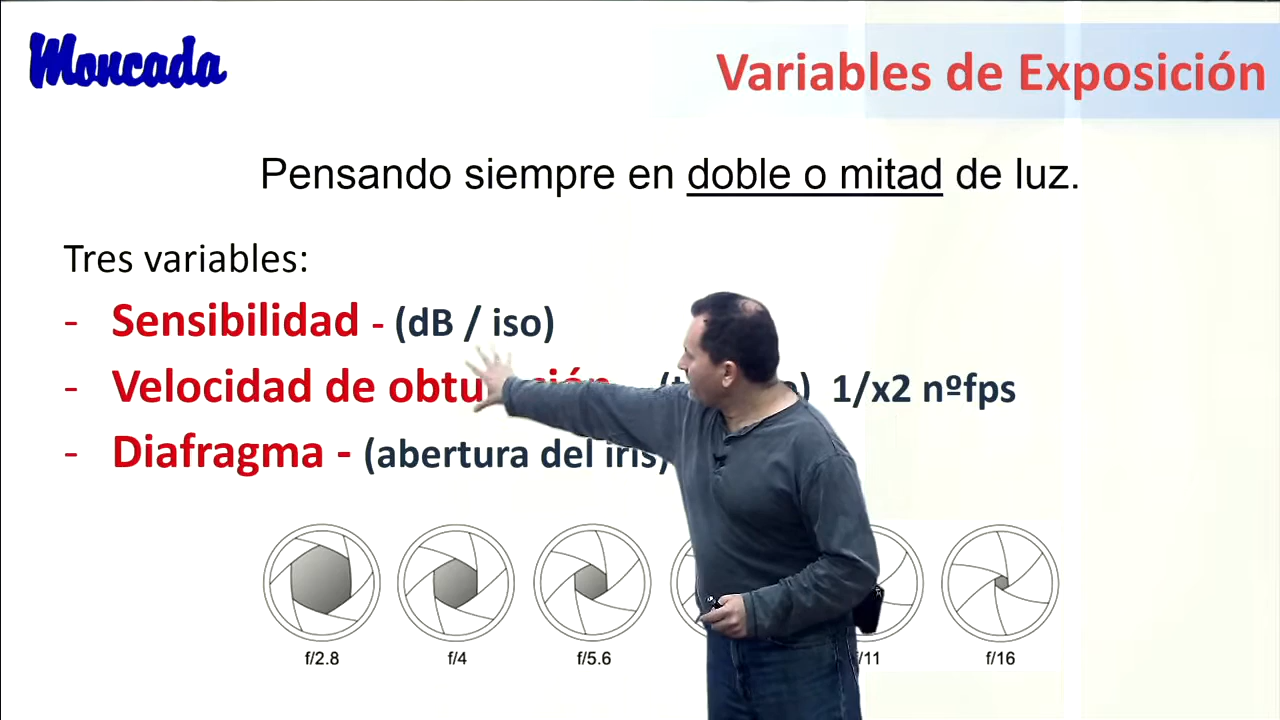 Moncada
Variables de Exposición
Pensando siempre en doble o mitad de luz.
Tres variables:
- Sensibilidad - (dB / iso)
- Velocidad de 1/x2 nºfps
- Diafragma - (abertura del iris)
f/2.8 f/4 f/5.6 f/11 f/16